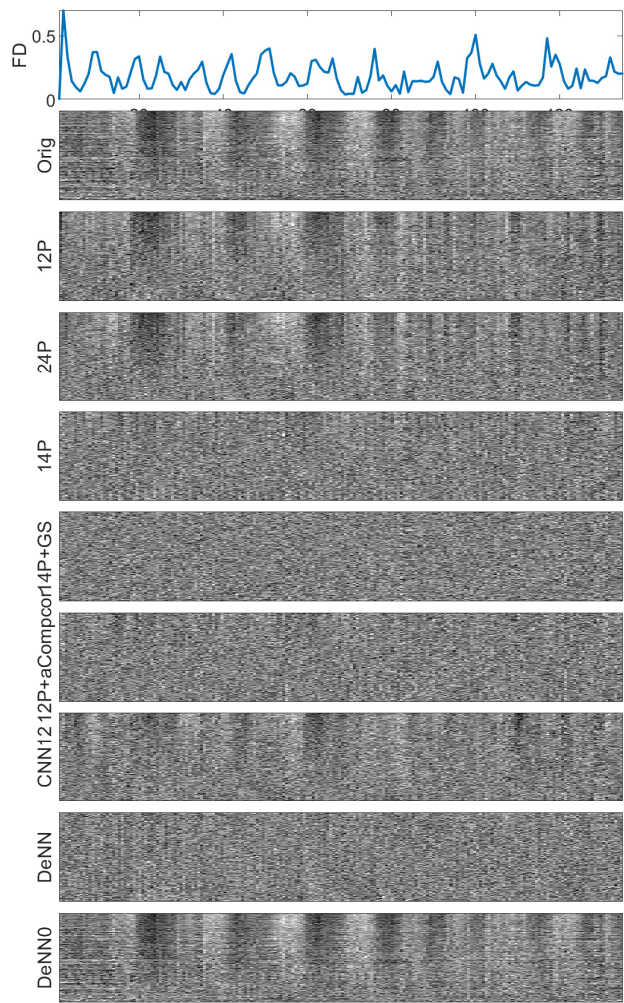 FD
0.5
0
Orig
12P
24P
14P
14P+GS
12P+aCompcor
CNN12
DeNN
DeNN0